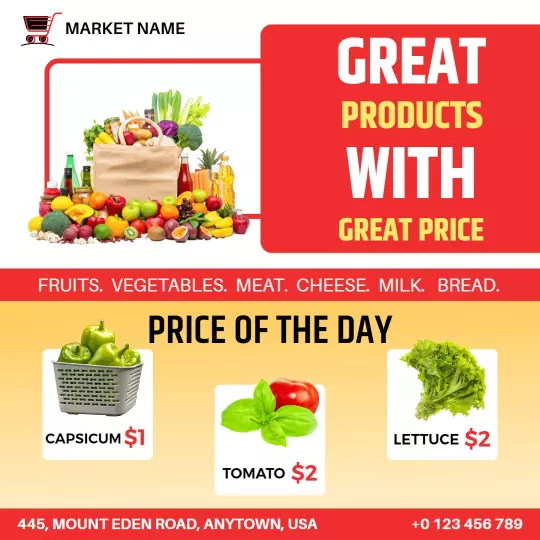 MARKET NAME
GREAT
PRODUCTS
WITH
GREAT PRICE
FRUITS. VEGETABLES. MEAT. CHEESE. MILK. BREAD.
PRICE OF THE DAY
CAPSICUM $1
TOMATO $2
LETTUCE $2
445, MOUNT EDEN ROAD, ANYTOWN, USA
+0 123 456 789